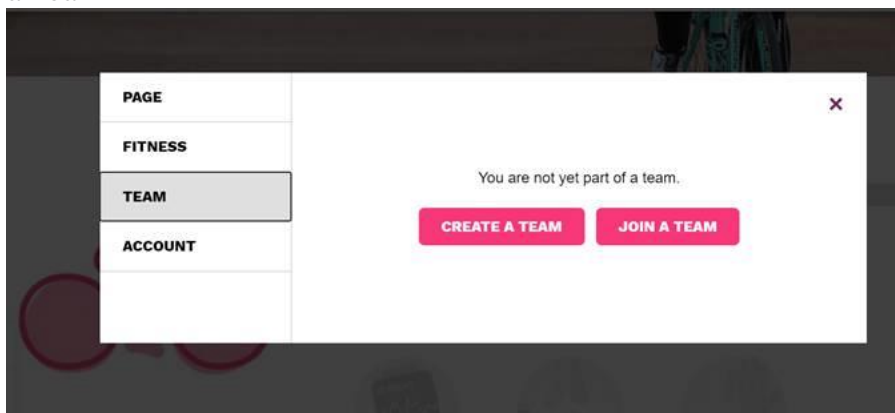 PAGE
FITNESS
TEAM
ACCOUNT
×
You are not yet part of a team.
CREATE A TEAM
JOIN A TEAM